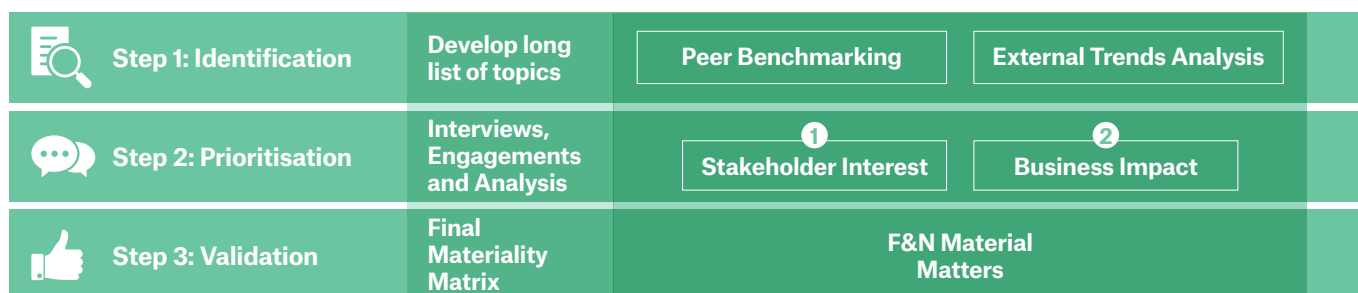 Step 1: Identification
Develop long
list of topics
Peer Benchmarking
External Trends Analysis
Step 2: Prioritisation
Interviews,
Engagements
and Analysis
1
Stakeholder Interest
2
Business Impact
Step 3: Validation
Final
Materiality
Matrix
F&N Material
Matters